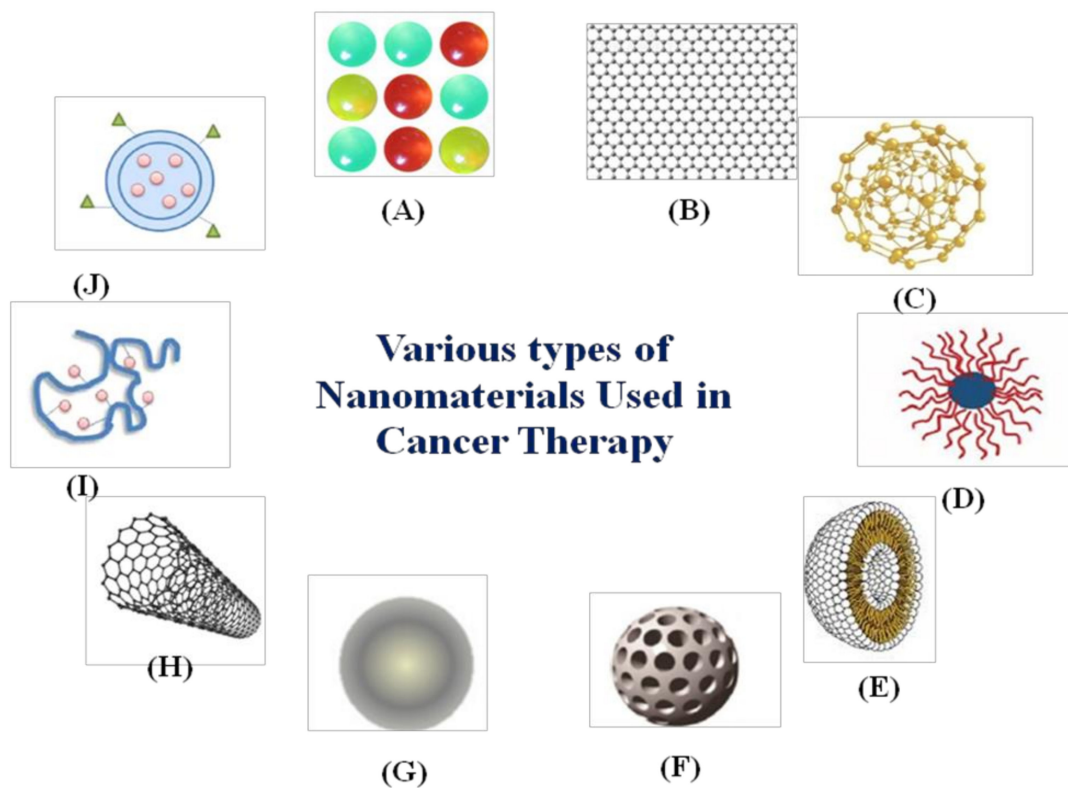 (A)
(B)
(J)
(C)
Various types of
Nanomaterials Used in
Cancer Therapy
(I)
(D)
(H)
(E)
(G)
(F)